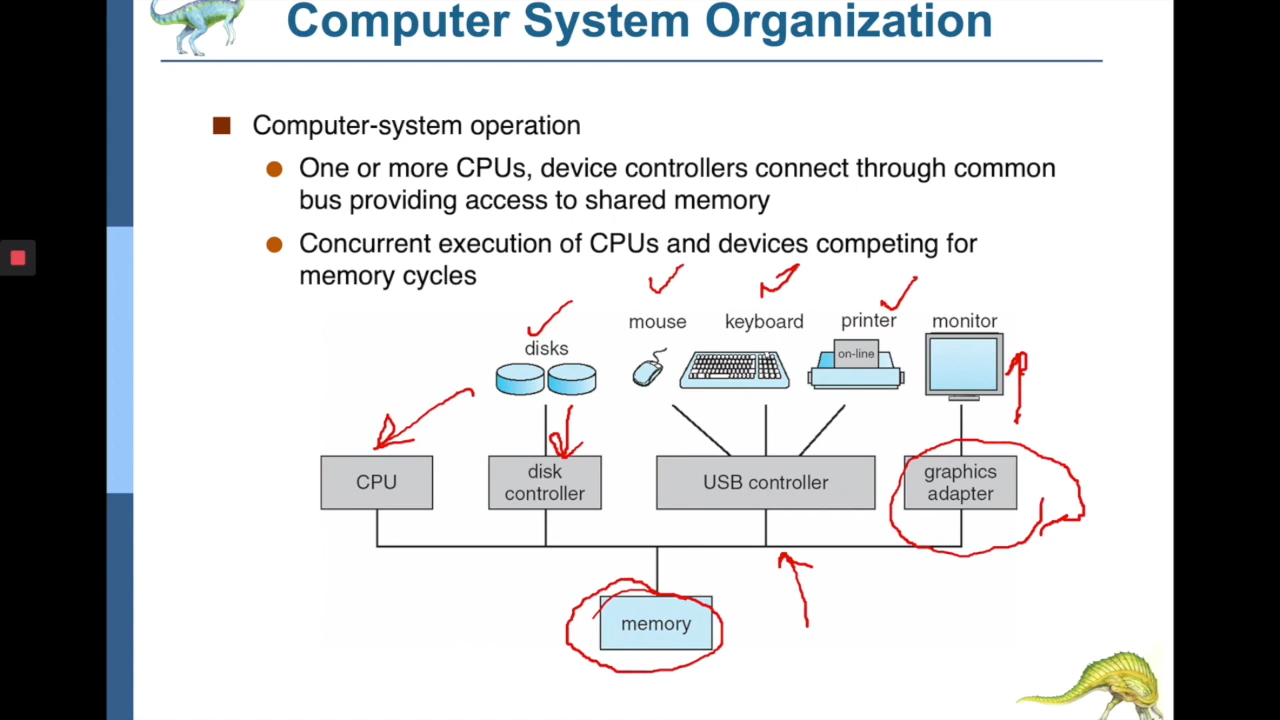 Computer System Organization
Computer-system operation
One or more CPUs, device controllers connect through common
bus providing access to shared memory
Concurrent execution of CPUs and devices competing for
memory cycles
disks
mouse
keyboard
printer
monitor
on-line
CPU
disk
controller
USB controller
graphics
adapter
memory